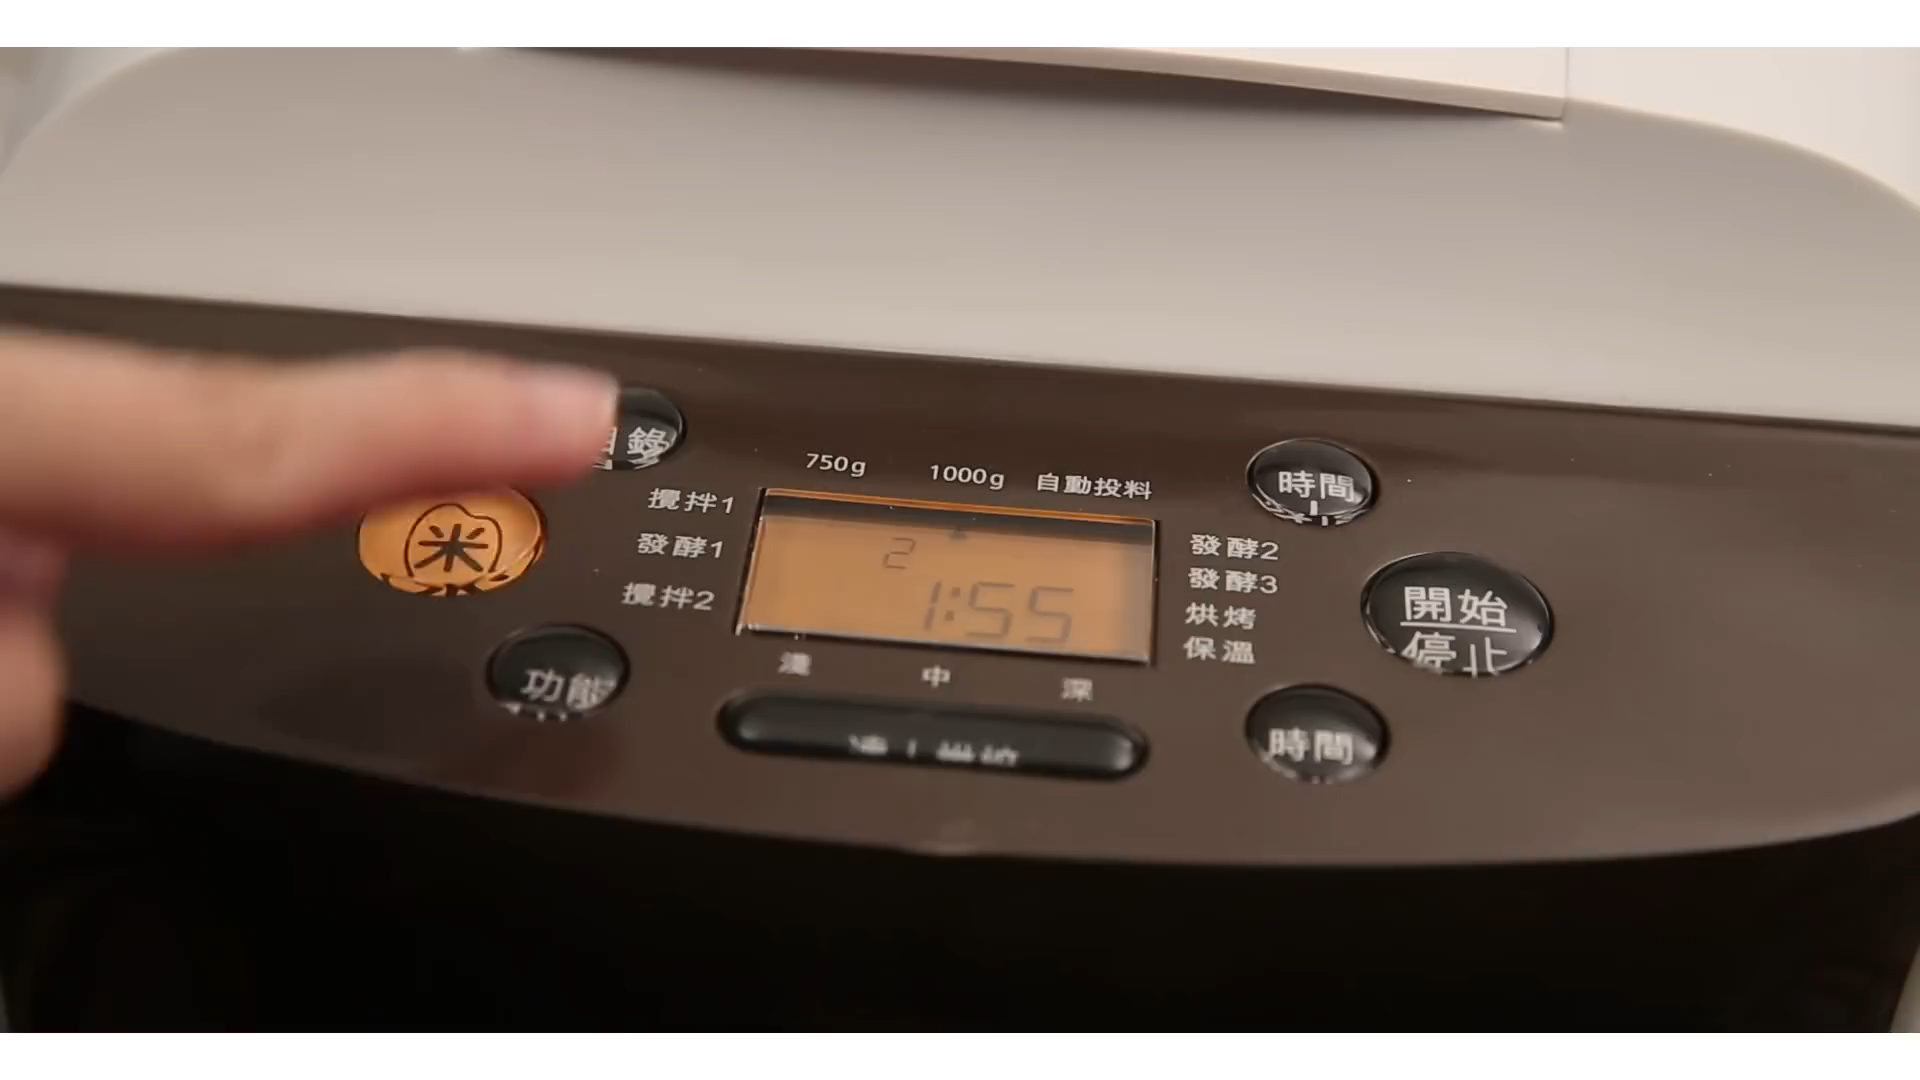 750g 1000g 自動投料
攪拌1
發酵1
攪拌2
米
功能
2
1:55
時間
發酵2
發酵3
烘烤
保溫
開始
停止
淺 中 深
時間